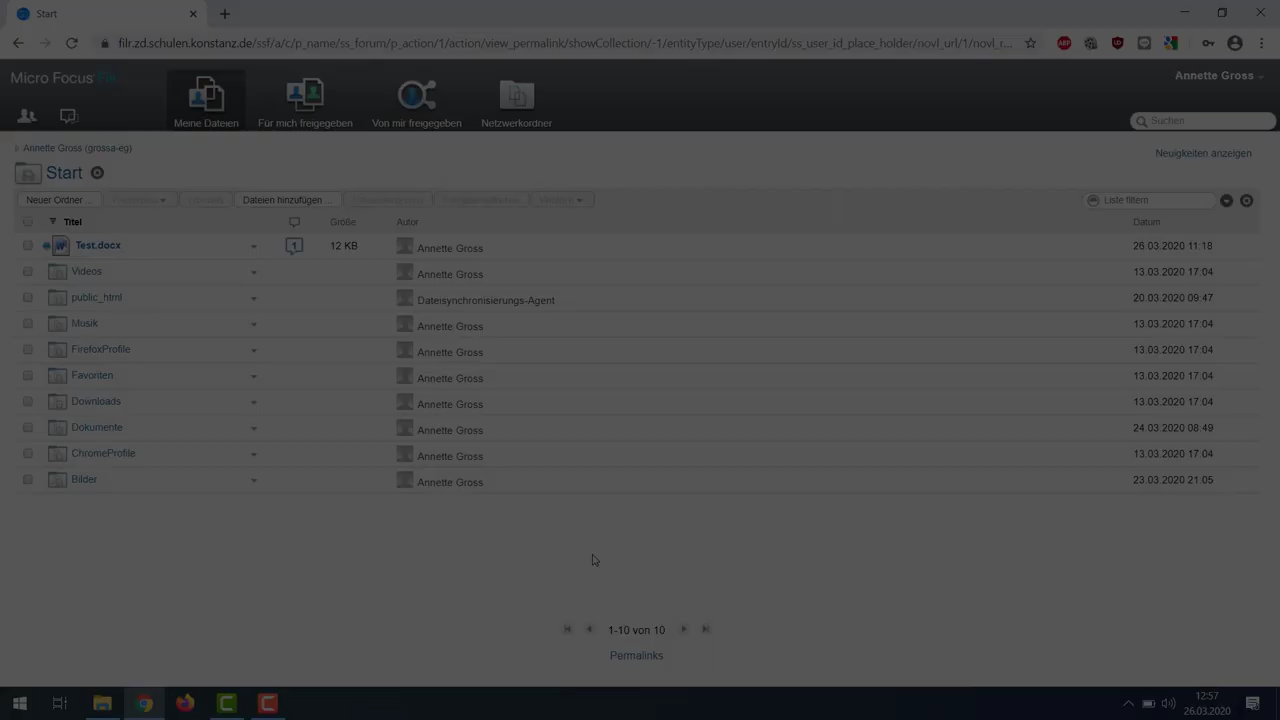 Start
filr.zd.schulen.konstanz.de/ssf/a/c/p_name/ss_forum/p_action/1/action/view_permalink/showCollection/-1/entityType/user/entryId/ss_user_id_place_holder/novl_url/1/novl_r...
Micro Focus Filr
Annette Gross
Meine Dateien
Für mich freigegeben
Von mir freigegeben
Netzwerkordner
Suchen
Annette Gross (grossa-eg)
Neuigkeiten anzeigen
Start
Neuer Ordner ...
Dateien hinzufügen ...
Liste filtern
Titel Größe Autor Datum
Test.docx 1 12 KB Annette Gross 26.03.2020 11:18
Videos Annette Gross 13.03.2020 17:04
public_html Dateisynchronisierungs-Agent 20.03.2020 09:47
Musik Annette Gross 13.03.2020 17:04
FirefoxProfile Annette Gross 13.03.2020 17:04
Favoriten Annette Gross 13.03.2020 17:04
Downloads Annette Gross 13.03.2020 17:04
Dokumente Annette Gross 24.03.2020 08:49
ChromeProfile Annette Gross 13.03.2020 17:04
Bilder Annette Gross 23.03.2020 21:05
1-10 von 10
Permalinks
12:57
26.03.2020